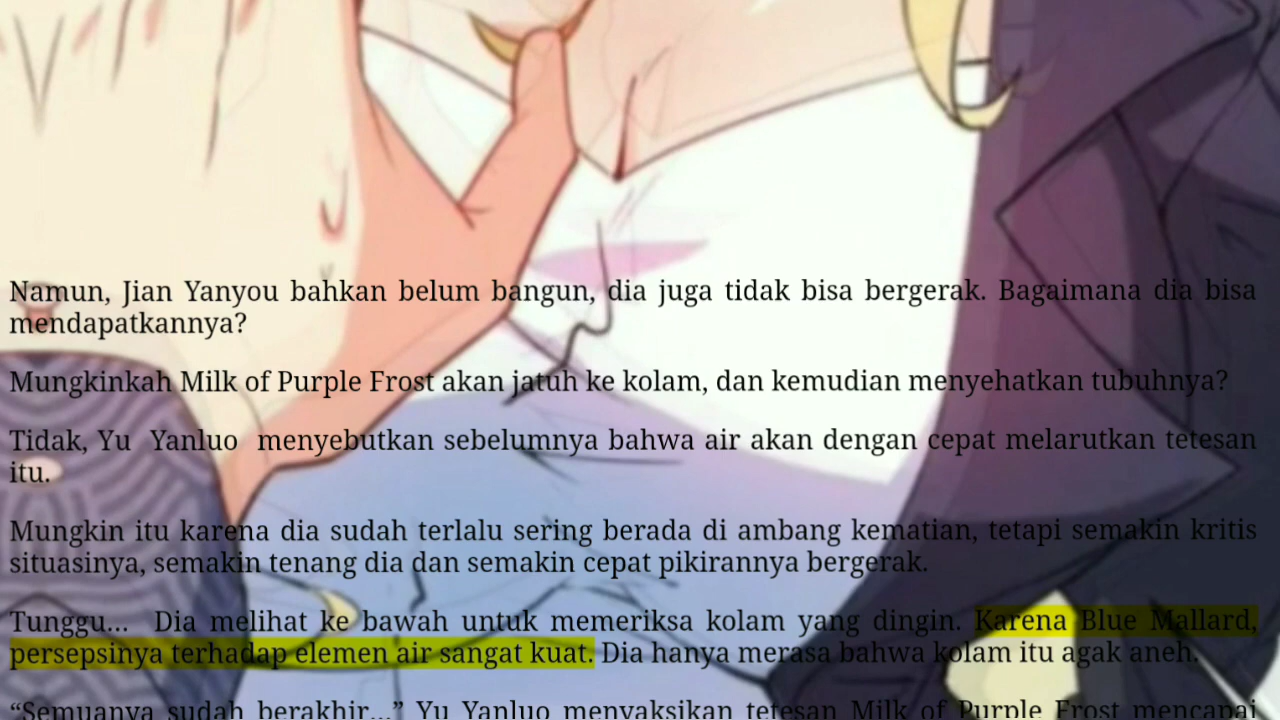 Namun, Jian Yanyou bahkan belum bangun, dia juga tidak bisa bergerak. Bagaimana dia bisa
mendapatkannya?
Mungkinkah Milk of Purple Frost akan jatuh ke kolam, dan kemudian menyehatkan tubuhnya?
Tidak, Yu Yanluo menyebutkan sebelumnya bahwa air akan dengan cepat melarutkan tetesan
itu.
Mungkin itu karena dia sudah terlalu sering berada di ambang kematian, tetapi semakin kritis
situasinya, semakin tenang dia dan semakin cepat pikirannya bergerak.
Tunggu... Dia melihat ke bawah untuk memeriksa kolam yang dingin. Karena Blue Mallard,
persepsinya terhadap elemen air sangat kuat. Dia hanya merasa bahwa kolam itu agak aneh.
“Semuanya sudah berakhir...” Yu Yanluo menyaksikan tetesan Milk of Purple Frost mencapai